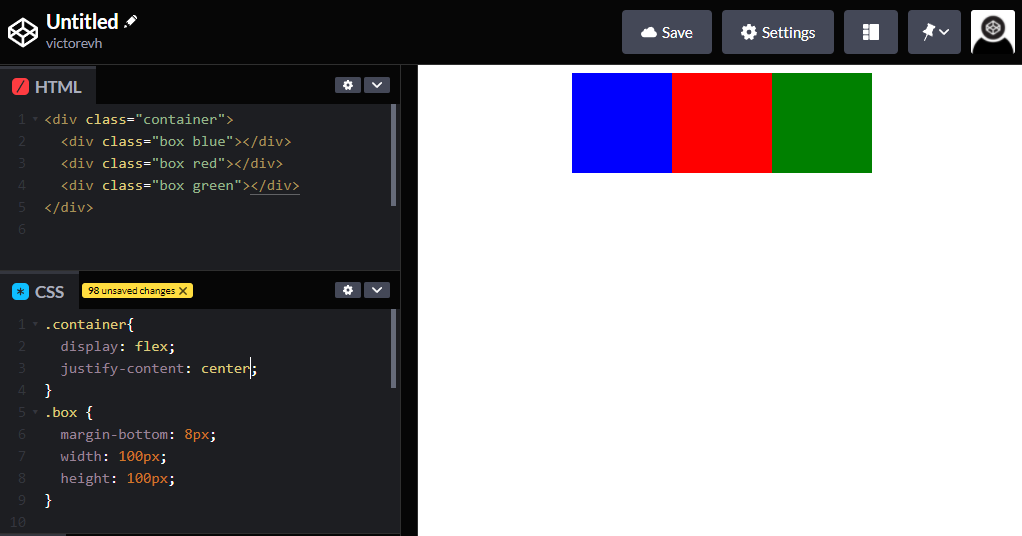 Untitled
victorevh
Save
Settings
HTML
1 <div class="container">
2 <div class="box blue"></div>
3 <div class="box red"></div>
4 <div class="box green"></div>
5 </div>
6
CSS
98 unsaved changes X
1 .container{
2 display: flex;
3 justify-content: center;
4 }
5 .box {
6 margin-bottom: 8px;
7 width: 100px;
8 height: 100px;
9 }
10